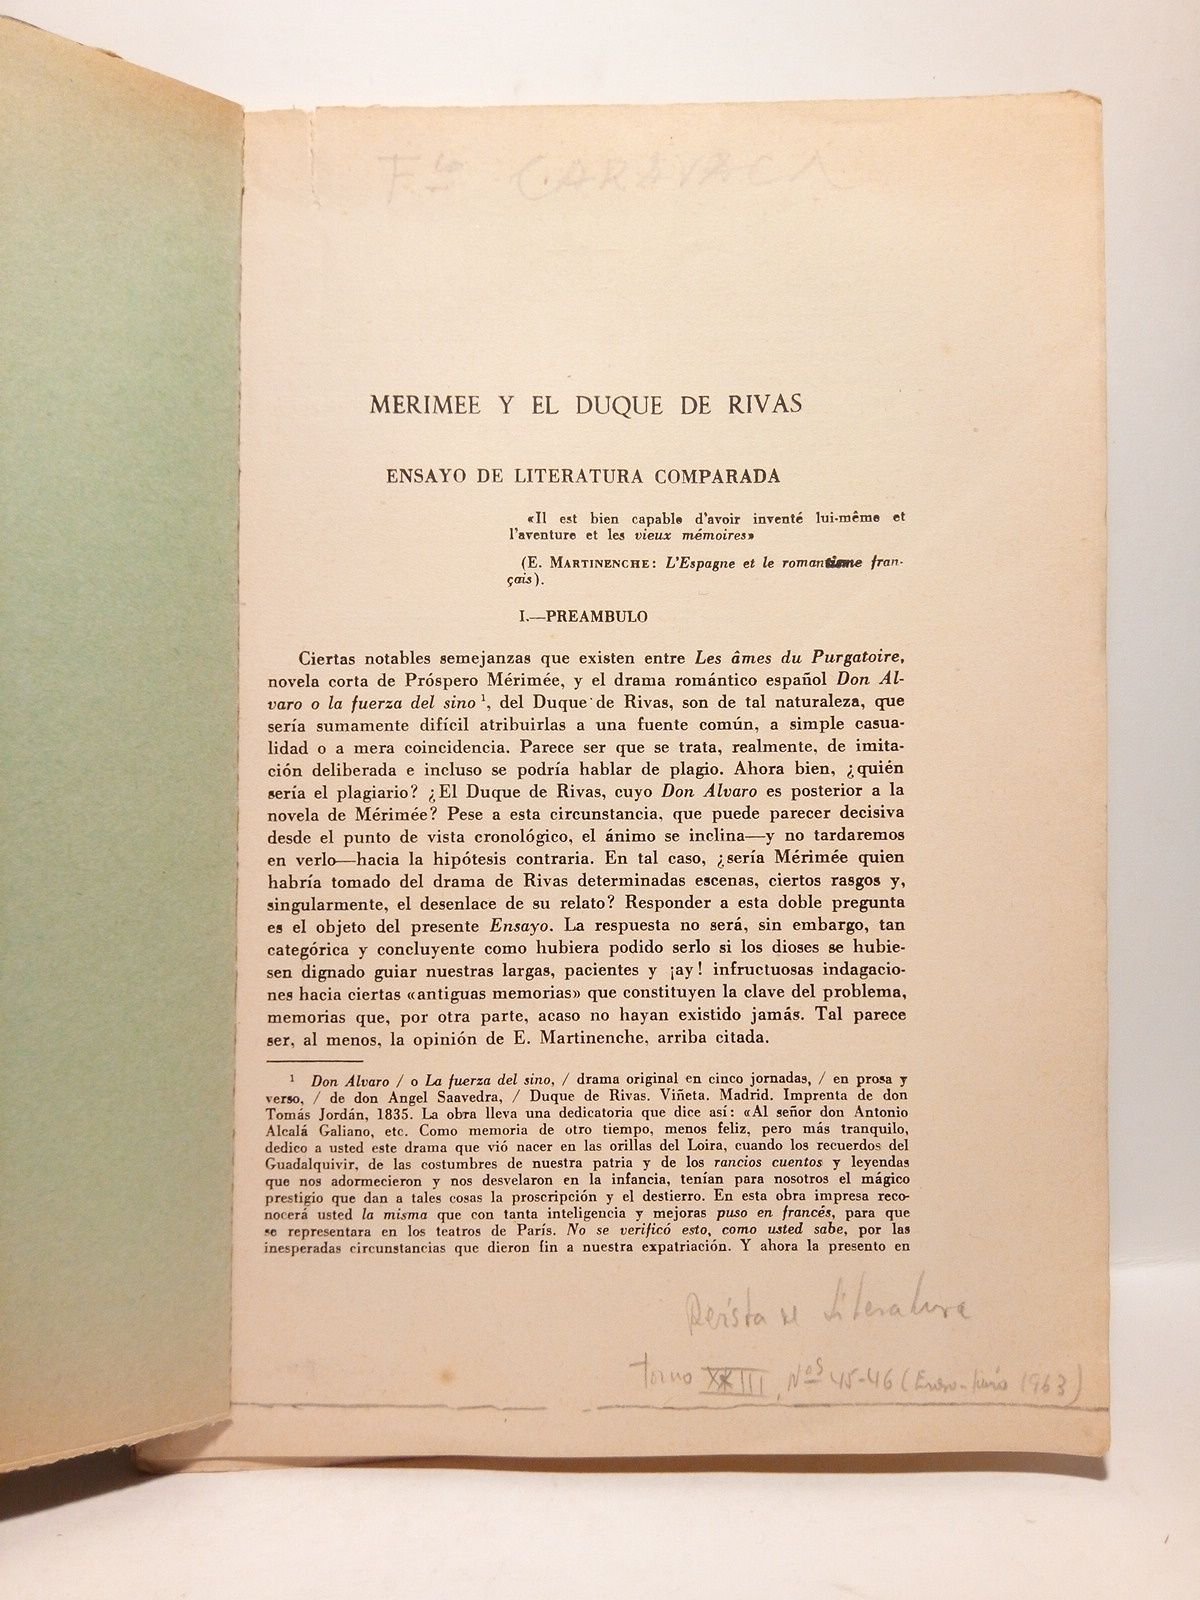 Fco CARAVACA
MERIMEE Y EL DUQUE DE RIVAS
ENSAYO DE LITERATURA COMPARADA
«Il est bien capable d'avoir inventé lui-même et
l'aventure et les vieux mémoires»
(E. MARTINENCHE: L'Espagne et le romantisme fran-
çais).
I.—PREAMBULO
Ciertas notables semejanzas que existen entre Les âmes du Purgatoire,
novela corta de Próspero Mérimée, y el drama romántico español Don Al-
varo o la fuerza del sino 1, del Duque de Rivas, son de tal naturaleza, que
sería sumamente difícil atribuirlas a una fuente común, a simple casua-
lidad o a mera coincidencia. Parece ser que se trata, realmente, de imita-
ción deliberada e incluso se podría hablar de plagio. Ahora bien, ¿quién
sería el plagiario? ¿El Duque de Rivas, cuyo Don Alvaro es posterior a la
novela de Mérimée? Pese a esta circunstancia, que puede parecer decisiva
desde el punto de vista cronológico, el ánimo se inclina—y no tardaremos
en verlo—hacia la hipótesis contraria. En tal caso, ¿sería Mérimée quien
habría tomado del drama de Rivas determinadas escenas, ciertos rasgos y,
singularmente, el desenlace de su relato? Responder a esta doble pregunta
es el objeto del presente Ensayo. La respuesta no será, sin embargo, tan
categórica y concluyente como hubiera podido serlo si los dioses se hubie-
sen dignado guiar nuestras largas, pacientes y ¡ay! infructuosas indagacio-
nes hacia ciertas «antiguas memorias» que constituyen la clave del problema,
memorias que, por otra parte, acaso no hayan existido jamás. Tal parece
ser, al menos, la opinión de E. Martinenche, arriba citada.
1 Don Alvaro / o La fuerza del sino, / drama original en cinco jornadas, / en prosa y
verso, / de don Angel Saavedra, / Duque de Rivas. Viñeta. Madrid. Imprenta de don
Tomás Jordán, 1835. La obra lleva una dedicatoria que dice así: «Al señor don Antonio
Alcalá Galiano, etc. Como memoria de otro tiempo, menos feliz, pero más tranquilo,
dedico a usted este drama que vió nacer en las orillas del Loira, cuando los recuerdos del
Guadalquivir, de las costumbres de nuestra patria y de los rancios cuentos y leyendas
que nos adormecieron y nos desvelaron en la infancia, tenían para nosotros el mágico
prestigio que dan a tales cosas la proscripción y el destierro. En esta obra impresa reco-
nocerá usted la misma que con tanta inteligencia y mejoras puso en francés, para que
se representara en los teatros de París. No se verificó esto, como usted sabe, por las
inesperadas circunstancias que dieron fin a nuestra expatriación. Y ahora la presento en
Revista de Literatura
Tomo XXIII, Nos 45-46 (Enero-Junio 1963)